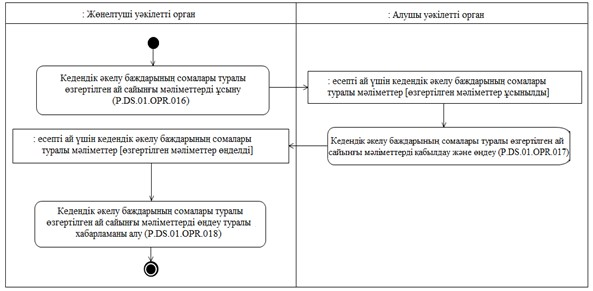 : Жөнелтуші уәкілетті орган
: Алушы уәкілетті орган
Кедендік әкелу баждарының сомалары туралы
өзгертілген ай сайынғы мәліметтерді ұсыну
(P.DS.01.OPR.016)
: есепті ай үшін кедендік әкелу баждарының сомалары
туралы мәліметтер [өзгертілген мәліметтер ұсынылды]
Кедендік әкелу баждарының сомалары туралы өзгертілген ай
сайынғы мәліметтерді қабылдау және өңдеу (P.DS.01.OPR.017)
: есепті ай үшін кедендік әкелу баждарының сомалары
туралы мәліметтер [өзгертілген мәліметтер өңделді]
Кедендік әкелу баждарының сомалары туралы
өзгертілген ай сайынғы мәліметтерді өңдеу туралы
хабарламаны алу (P.DS.01.OPR.018)